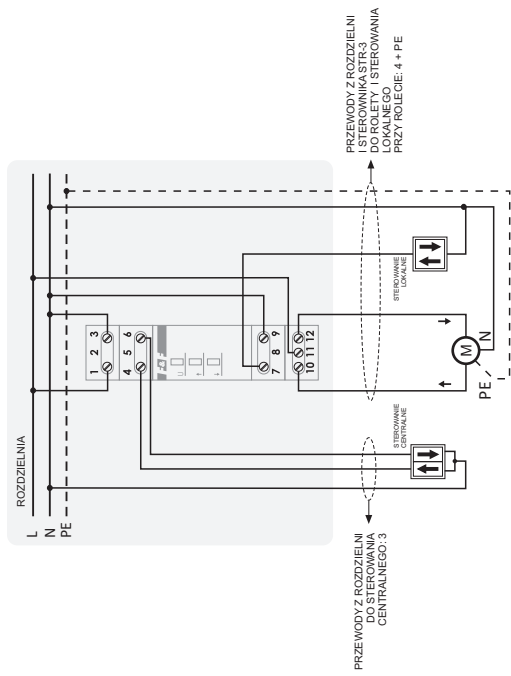 ROZDZIELNIA
L
N
PE
1 2 3
4 5 6
F&F
U
7 8 9
10 11 12
STEROWANIE
LOKALNE
STEROWANIE
CENTRALNE
M
N
PE
PRZEWODY Z ROZDZIELNI
I STEROWNIKA STR-3
DO ROLETY I STEROWANIA
LOKALNEGO
PRZY ROLECIE: 4 + PE
PRZEWODY Z ROZDZIELNI
DO STEROWANIA
CENTRALNEGO: 3